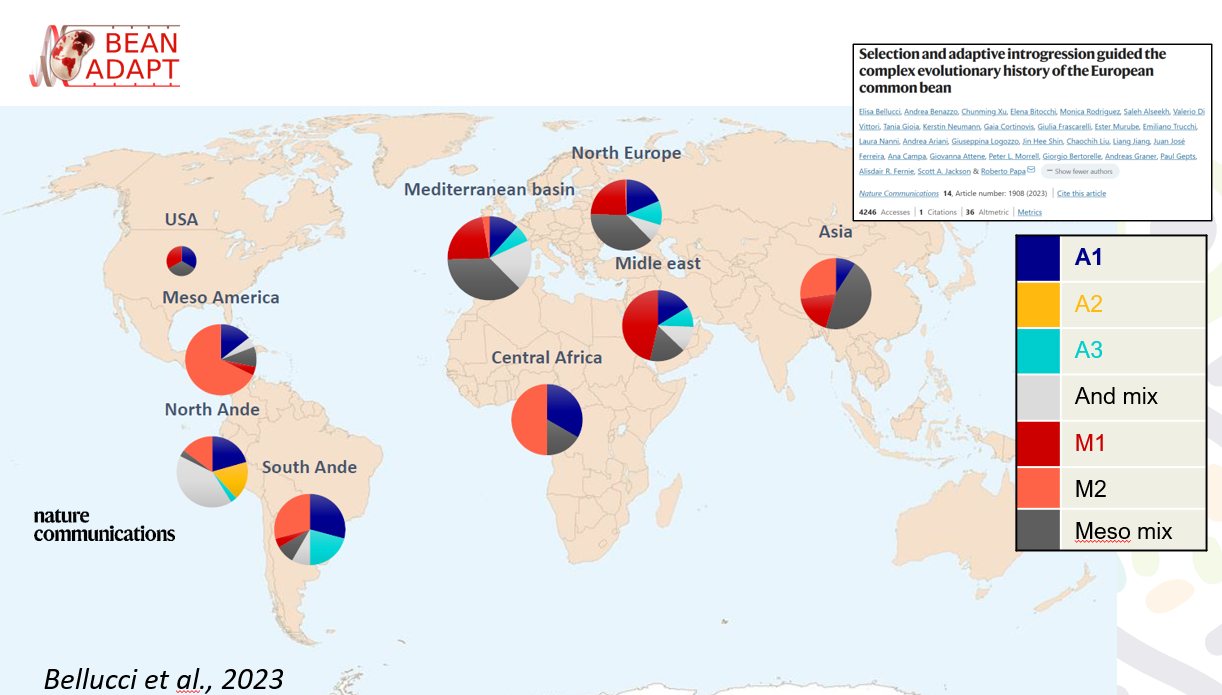 BEAN
ADAPT
Selection and adaptive introgression guided the
complex evolutionary history of the European
common bean
Elisa Bellucci, Andrea Benazzo, Chunming Xu, Elena Bitocchi, Monica Rodriguez, Saleh Alseekh, Valerio Di
Vittori, Tania Gioia, Kerstin Neumann, Gaia Cortinovis, Giulia Frascarelli, Ester Murube, Emiliano Trucchi,
Laura Nanni, Andrea Ariani, Giuseppina Logozzo, Jin Hee Shin, Chaochih Liu, Liang Jiang, Juan José
Ferreira, Ana Campa, Giovanna Attene, Peter L. Morrell, Giorgio Bertorelle, Andreas Graner, Paul Gepts,
Alisdair R. Fernie, Scott A. Jackson & Roberto Papa — Show fewer authors
Nature Communications 14, Article number: 1908 (2023) | Cite this article
4246 Accesses | 1 Citations | 36 Altmetric | Metrics
North Europe
Mediterranean basin
USA
Asia
Midle east
Meso America
Central Africa
North Ande
South Ande
A1
A2
A3
And mix
M1
M2
Meso mix
nature
communications
Bellucci et al., 2023